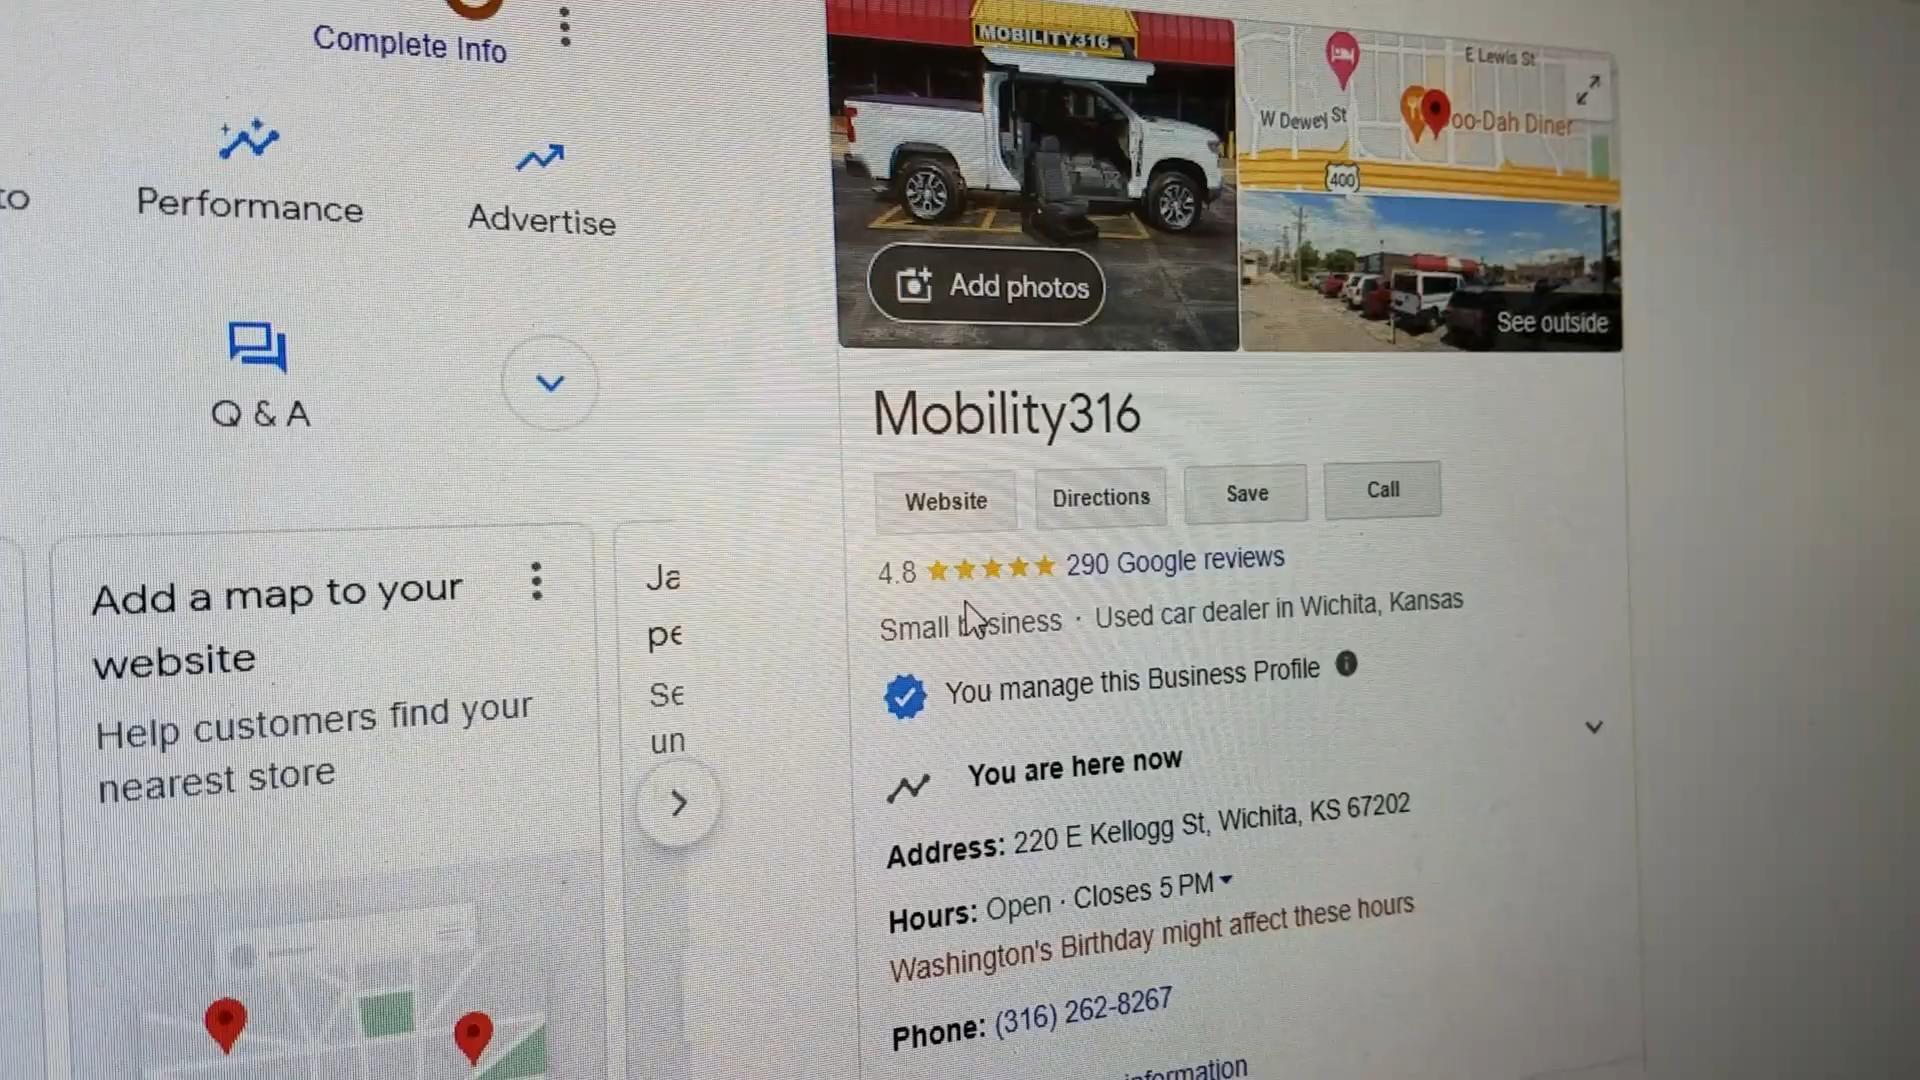 Complete Info
Performance
Advertise
Q & A
Add a map to your
website
Help customers find your
nearest store
MOBILITY316
Add photos
E Lewis St
W Dewey St
oo-Dah Diner
400
See outside
Mobility316
Website
Directions
Save
Call
4.8 290 Google reviews
Small business · Used car dealer in Wichita, Kansas
You manage this Business Profile
You are here now
Address: 220 E Kellogg St, Wichita, KS 67202
Hours: Open · Closes 5 PM
Washington's Birthday might affect these hours
Phone: (316) 262-8267